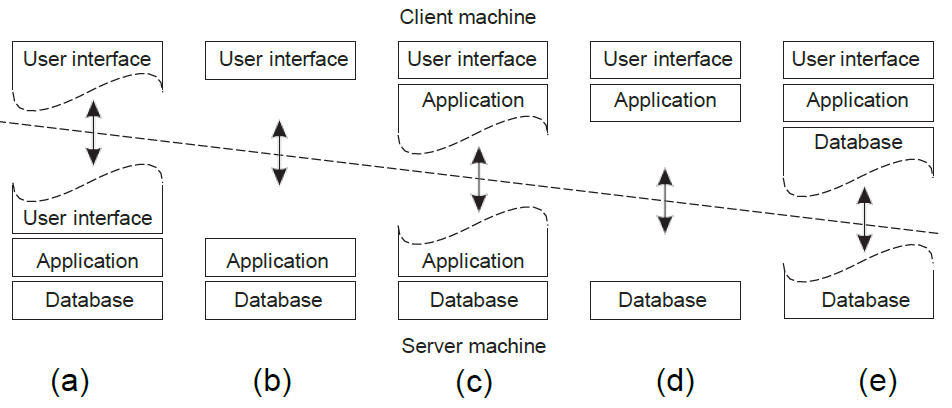 Client machine
User interface
User interface
User interface
User interface
User interface
Application
Application
Application
Database
User interface
Application
Application
Application
Database
Database
Database
Database
Database
Server machine
(a)
(b)
(c)
(d)
(e)